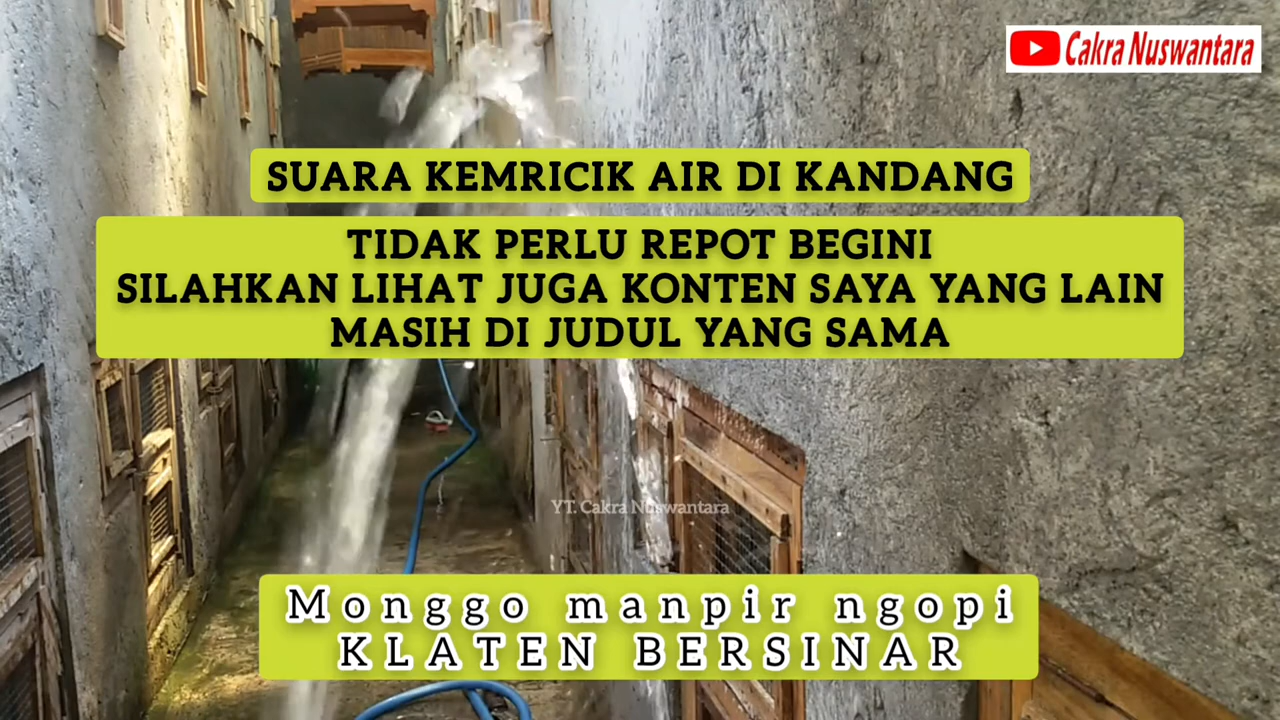 Cakra Nuswantara
SUARA KEMRICIK AIR DI KANDANG
TIDAK PERLU REPOT BEGINI
SILAHKAN LIHAT JUGA KONTEN SAYA YANG LAIN
MASIH DI JUDUL YANG SAMA
YT. Cakra Nuswantara
Monggo manpir ngopi
KLATEN BERSINAR